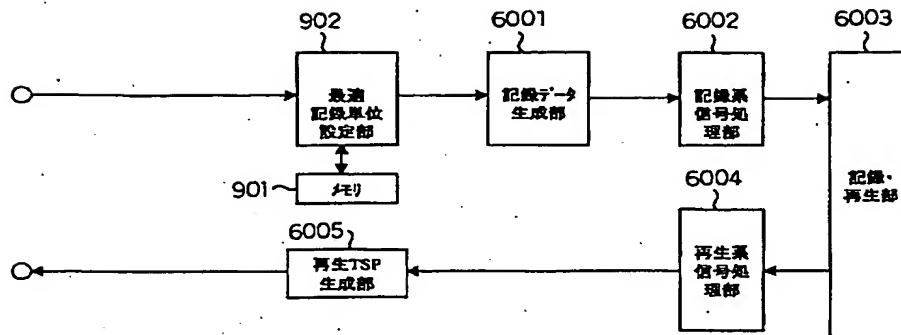 902
6001
6002
6003
最適
記録単位
設定部
記録データ
生成部
記録系
信号処
理部
記録・
再生部
901
メモリ
6004
6005
再生TSP
生成部
再生系
信号処
理部